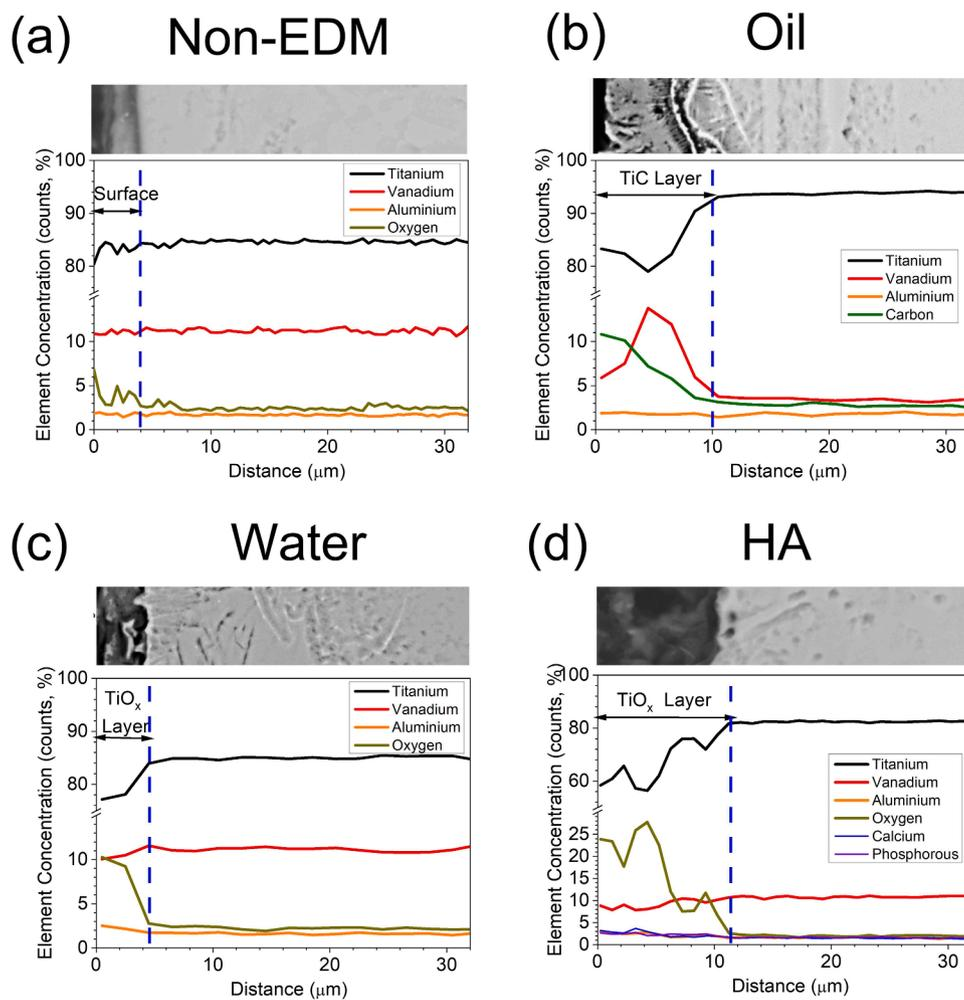 (a) Non-EDM
100
90
80
10
5
0
Element Concentration (counts, %)
Surface
Titanium
Vanadium
Aluminium
Oxygen
0 10 20 30
Distance (μm)
(b) Oil
100
90
80
10
5
0
Element Concentration (counts, %)
TiC Layer
Titanium
Vanadium
Aluminium
Carbon
0 10 20 30
Distance (μm)
(c) Water
100
90
80
10
5
0
Element Concentration (counts, %)
TiOx
Layer
Titanium
Vanadium
Aluminium
Oxygen
0 10 20 30
Distance (μm)
(d) HA
100
80
60
25
20
15
10
5
0
Element Concentration (counts, %)
TiOx Layer
Titanium
Vanadium
Aluminium
Oxygen
Calcium
Phosphorous
0 10 20 30
Distance (μm)